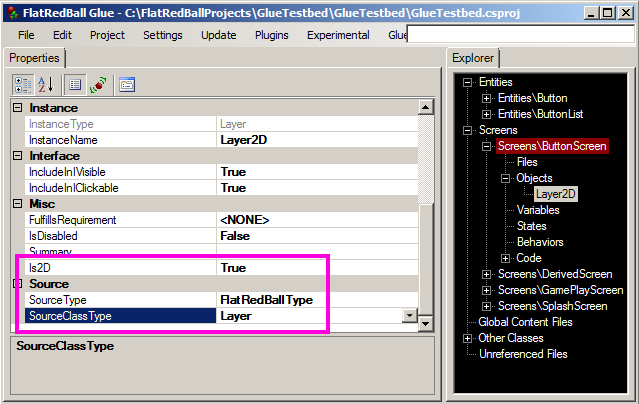 FlatRedBall Glue - C:\FlatRedBallProjects\GlueTestbed\GlueTestbed\GlueTestbed.csproj
File Edit Project Settings Update Plugins Experimental Glue
Properties
Instance
InstanceType Layer
InstanceName Layer2D
Interface
IncludeInIVisible True
IncludeInIClickable True
Misc
FulfillsRequirement <NONE>
IsDisabled False
Summary
Is2D True
Source
SourceType FlatRedBallType
SourceClassType Layer
SourceClassType
Explorer
Entities
Entities\Button
Entities\ButtonList
Screens
Screens\ButtonScreen
Files
Objects
Layer2D
Variables
States
Behaviors
Code
Screens\DerivedScreen
Screens\GamePlayScreen
Screens\SplashScreen
Global Content Files
Other Classes
Unreferenced Files